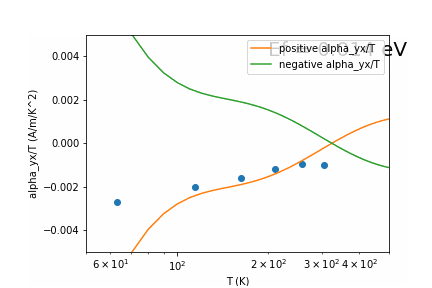 positive alpha_yx/T
negative alpha_yx/T
eV
alpha_yx/T (A/m/K^2)
0.004
0.002
0.000
−0.002
−0.004
6 × 10¹
10²
2 × 10²
3 × 10²
4 × 10²
T (K)